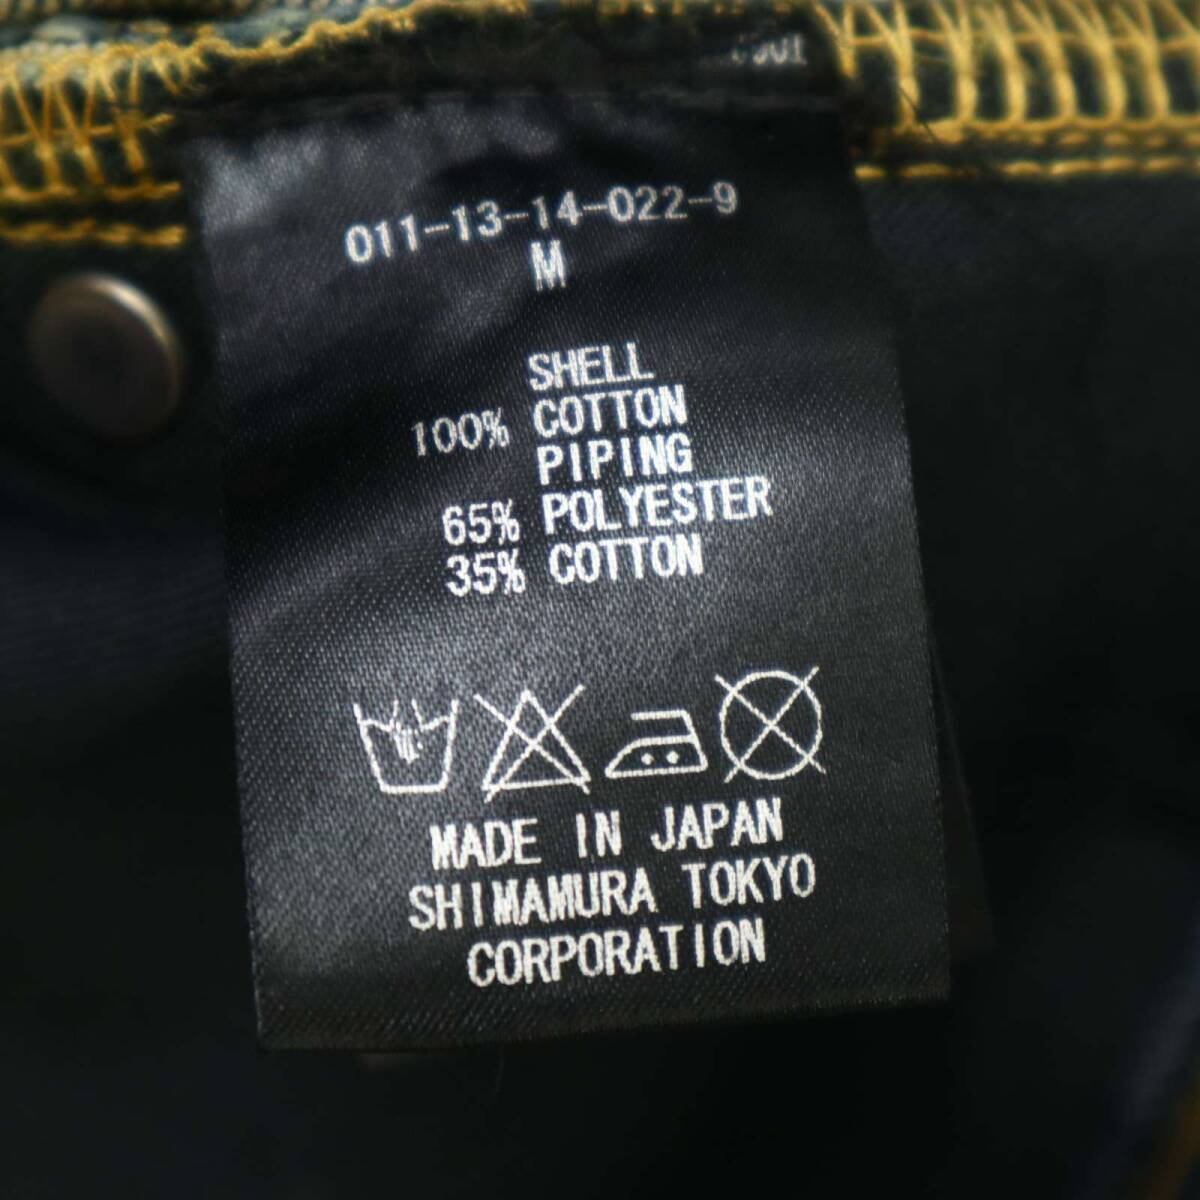 011-13-14-022-9
M
SHELL
100% COTTON
PIPING
65% POLYESTER
35% COTTON
MADE IN JAPAN
SHIMAMURA TOKYO
CORPORATION